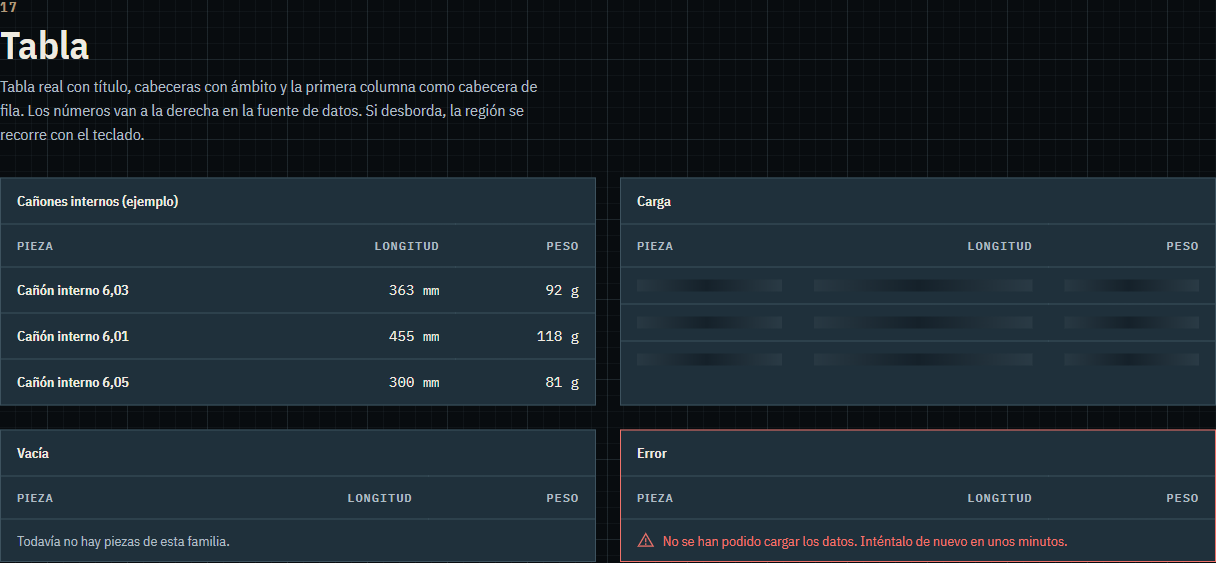 17
Tabla
Tabla real con título, cabeceras con ámbito y la primera columna como cabecera de
fila. Los números van a la derecha en la fuente de datos. Si desborda, la región se
recorre con el teclado.
Cañones internos (ejemplo)
PIEZA LONGITUD PESO
Cañón interno 6,03 363 mm 92 g
Cañón interno 6,01 455 mm 118 g
Cañón interno 6,05 300 mm 81 g
Carga
PIEZA LONGITUD PESO
Vacía
PIEZA LONGITUD PESO
Todavía no hay piezas de esta familia.
Error
PIEZA LONGITUD PESO
No se han podido cargar los datos. Inténtalo de nuevo en unos minutos.